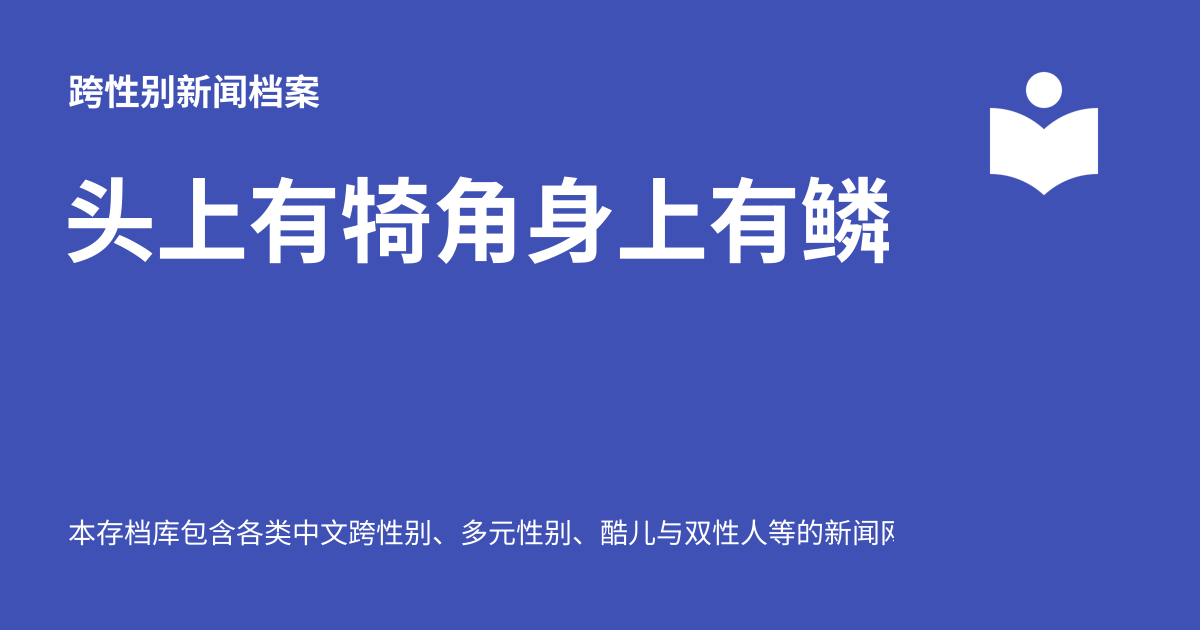 跨性别新闻档案
头上有犄角身上有鳞
本存档库包含各类中文跨性别、多元性别、酷儿与双性人等的新闻网